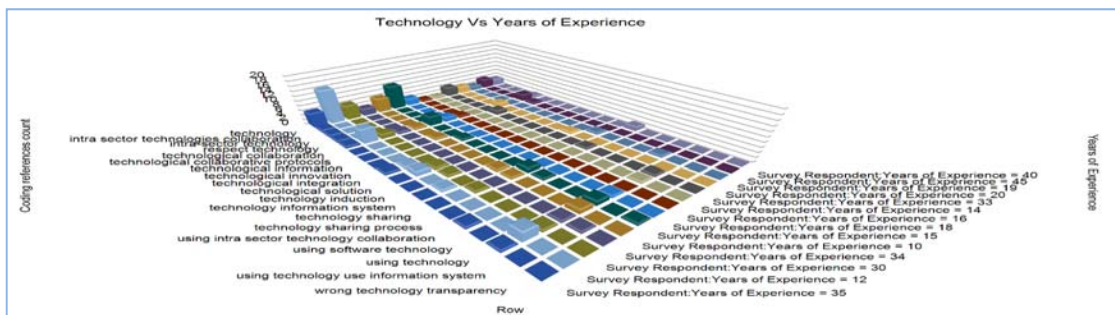 Technology Vs Years of Experience
20
Coding references count
technology
intra sector technologies collaboration
intra-sector technology
respect technology
technological collaboration
technological collaborative protocols
technological information
technological innovation
technological integration
technological solution
technology induction
technology information system
technology sharing
technology sharing process
using intra sector technology collaboration
using software technology
using technology
using technology use information system
wrong technology transparency
Row
Survey Respondent:Years of Experience = 40
Survey Respondent:Years of Experience = 45
Survey Respondent:Years of Experience = 19
Survey Respondent:Years of Experience = 20
Survey Respondent:Years of Experience = 33
Survey Respondent:Years of Experience = 14
Survey Respondent:Years of Experience = 16
Survey Respondent:Years of Experience = 18
Survey Respondent:Years of Experience = 15
Survey Respondent:Years of Experience = 10
Survey Respondent:Years of Experience = 34
Survey Respondent:Years of Experience = 30
Survey Respondent:Years of Experience = 12
Survey Respondent:Years of Experience = 35
Years of Experience